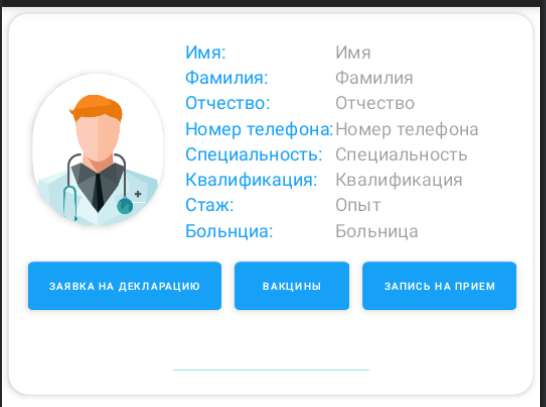 Имя: Имя
Фамилия: Фамилия
Отчество: Отчество
Номер телефона: Номер телефона
Специальность: Специальность
Квалификация: Квалификация
Стаж: Опыт
Больнциа: Больница
ЗАЯВКА НА ДЕКЛАРАЦИЮ ВАКЦИНЫ ЗАПИСЬ НА ПРИЕМ